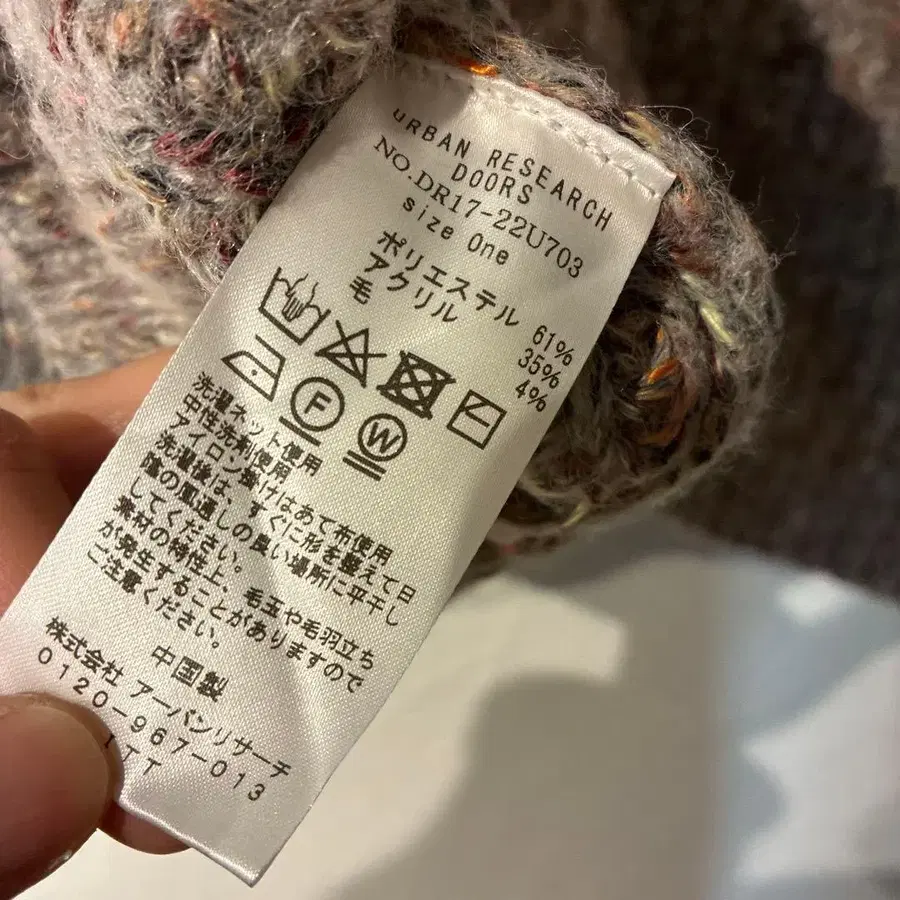 URBAN RESEARCH
DOORS
NO.DR17-22U703
size One
ポリエステル 61%
アクリル 35%
毛 4%
F W
洗濯ネット使用
中性洗剤使用
アイロン掛けはあて布使用
洗濯後は、すぐに形を整えて日
陰の風通しの良い場所に平干し
してください。
素材の特性上、毛玉や毛羽立ち
が発生することがありますので
ご注意ください。
中国製
株式会社 アーバンリサーチ
0120-967-013
ITT